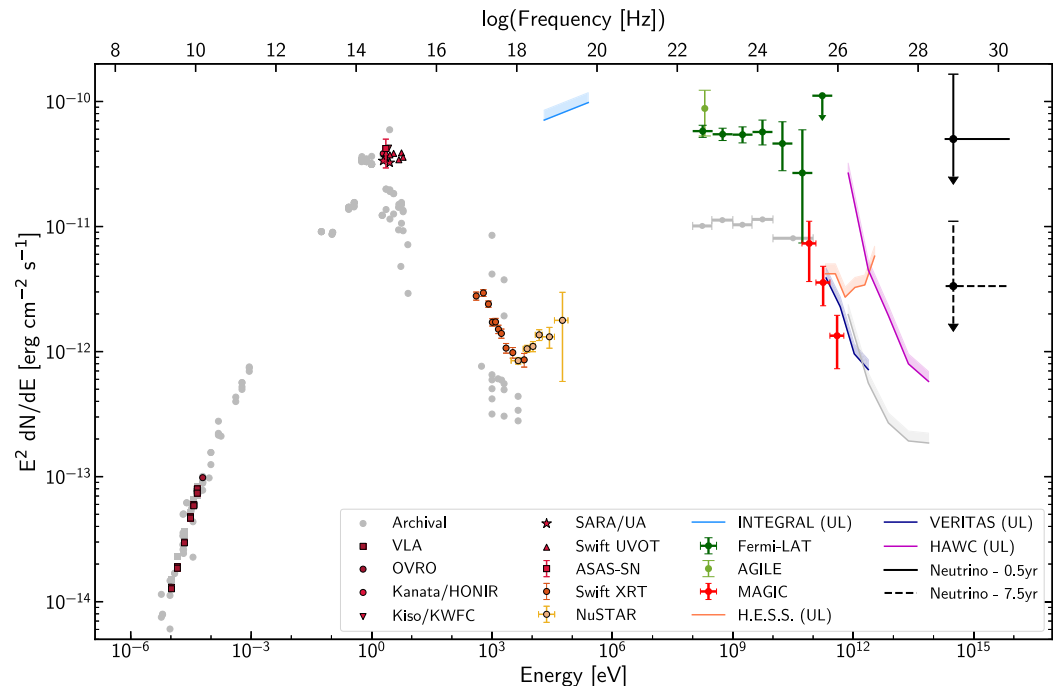 log(Frequency [Hz])
8 10 12 14 16 18 20 22 24 26 28 30
E² dN/dE [erg cm⁻² s⁻¹]
10⁻¹⁰
10⁻¹¹
10⁻¹²
10⁻¹³
10⁻¹⁴
Archival
VLA
OVRO
Kanata/HONIR
Kiso/KWFC
SARA/UA
Swift UVOT
ASAS-SN
Swift XRT
NuSTAR
INTEGRAL (UL)
Fermi-LAT
AGILE
MAGIC
H.E.S.S. (UL)
VERITAS (UL)
HAWC (UL)
Neutrino - 0.5yr
Neutrino - 7.5yr
10⁻⁶ 10⁻³ 10⁰ 10³ 10⁶ 10⁹ 10¹² 10¹⁵
Energy [eV]